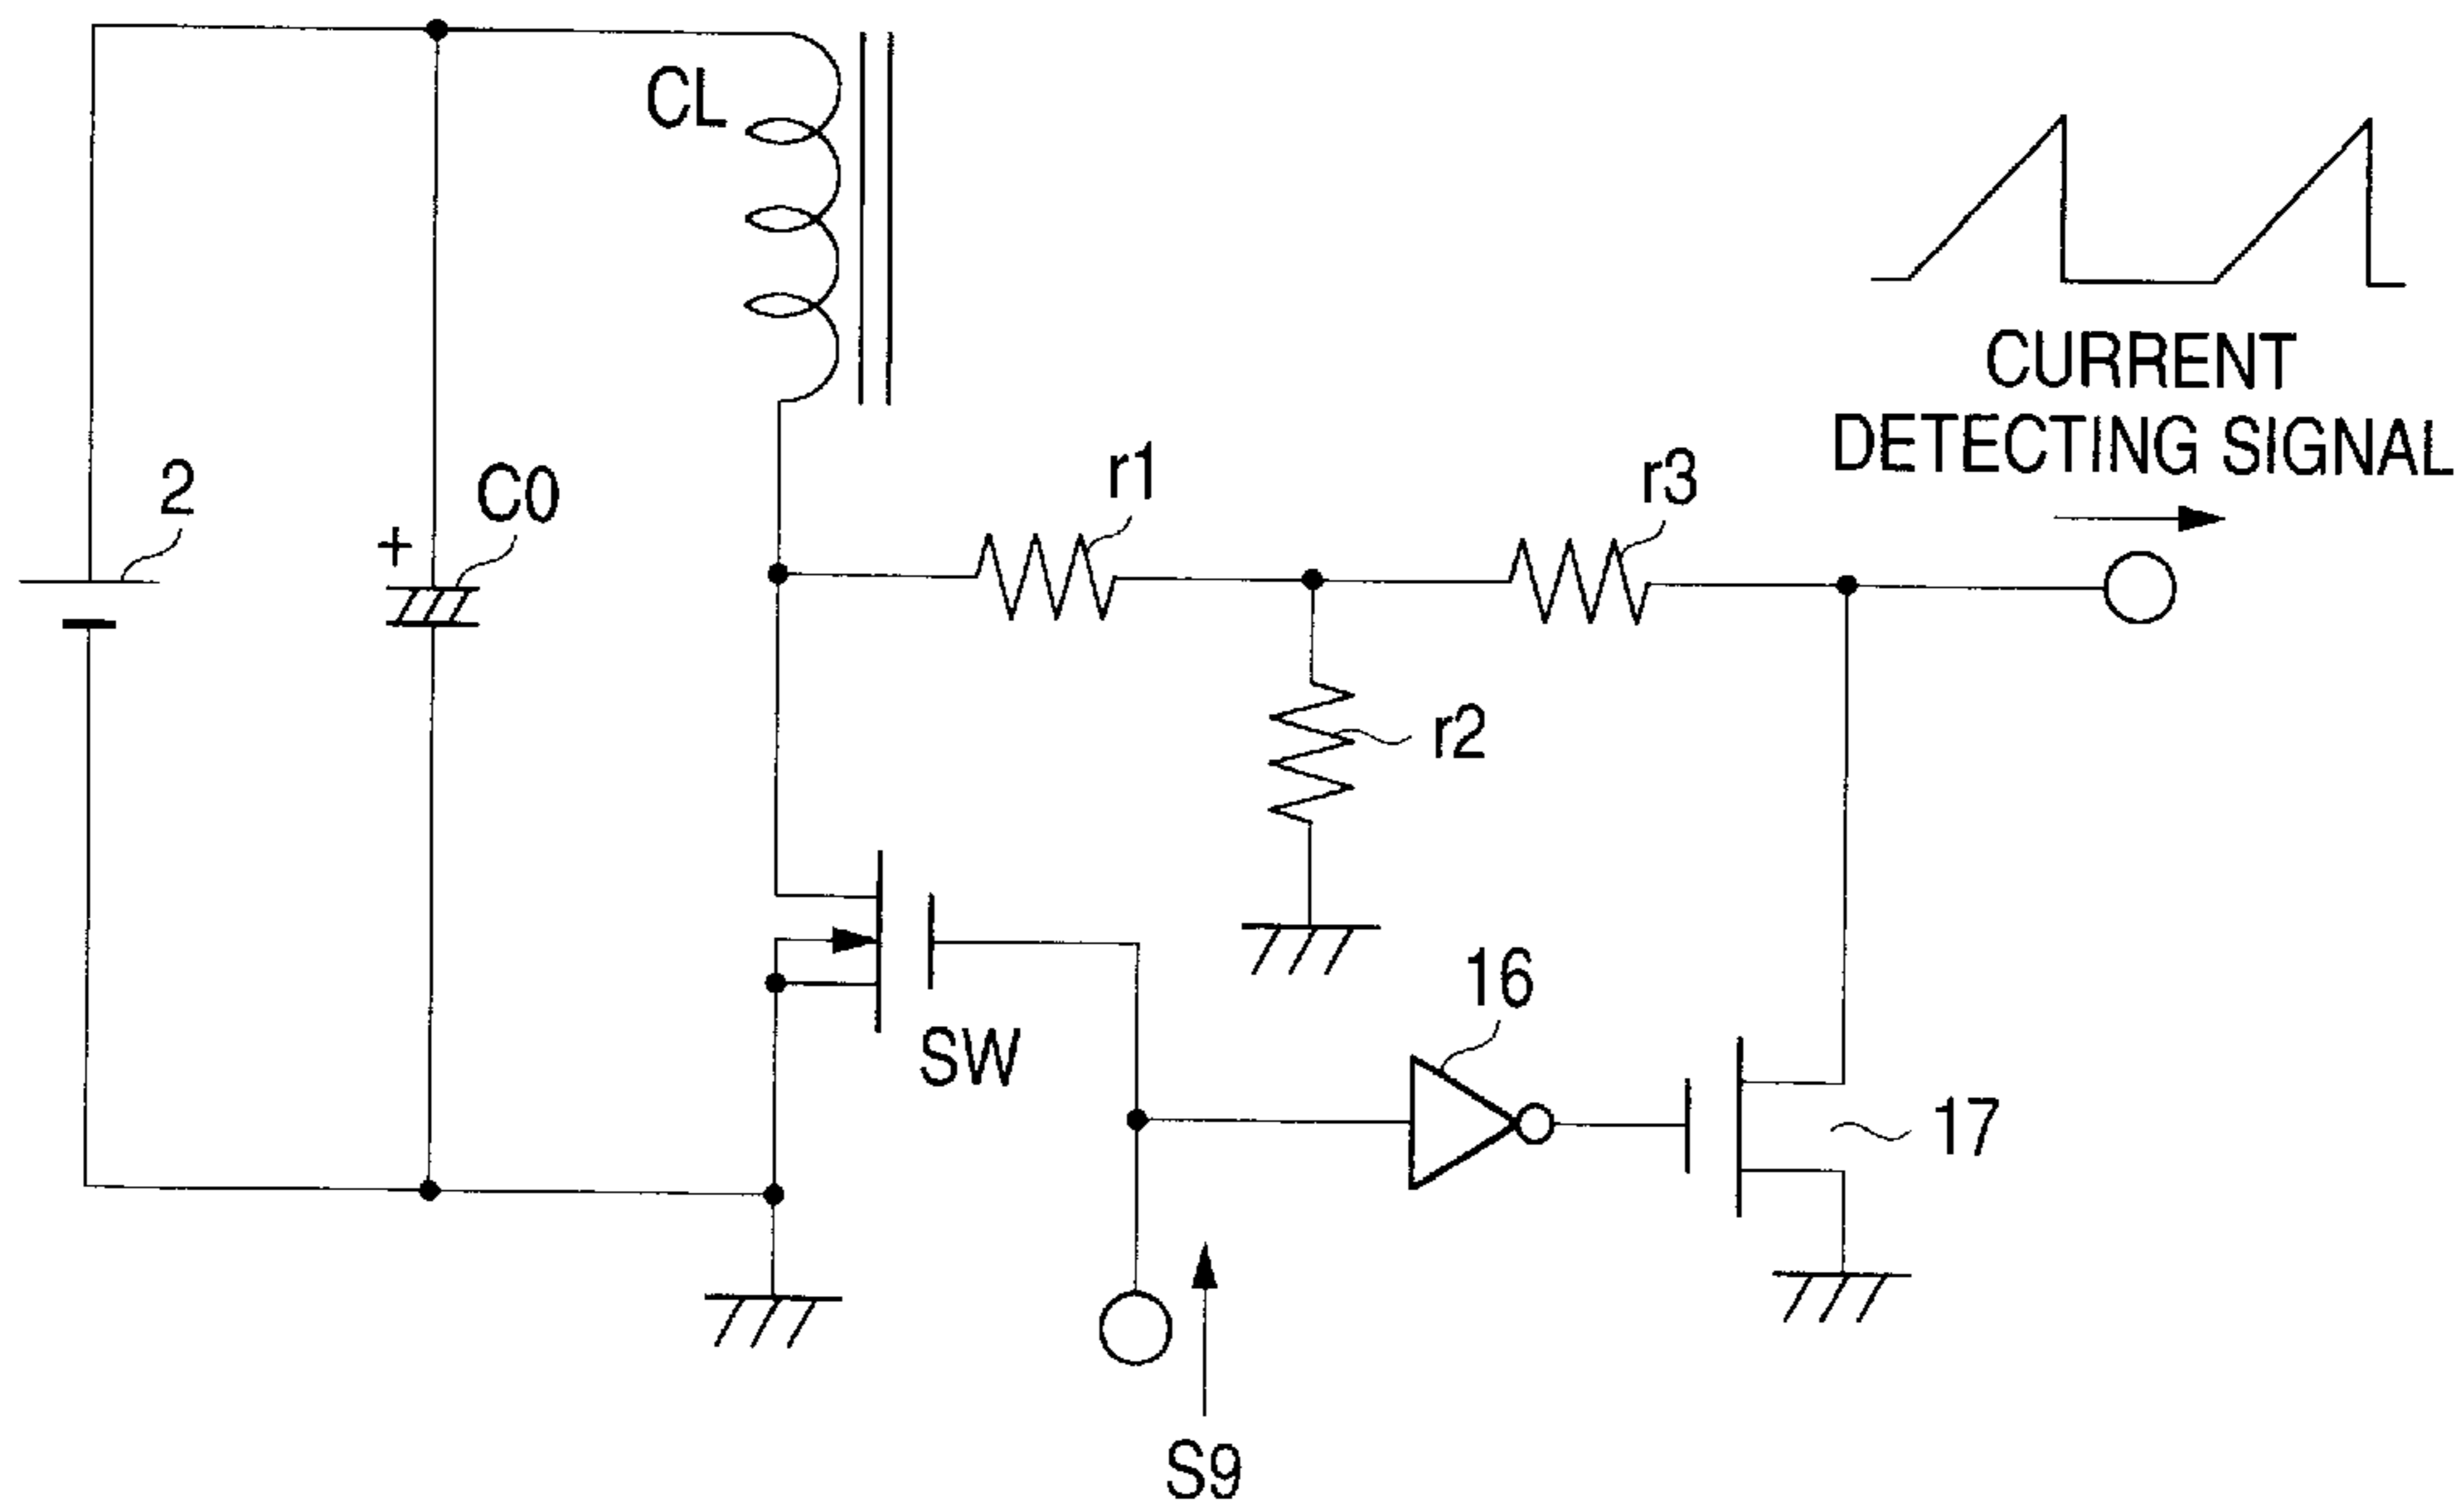 CL
CURRENT
DETECTING SIGNAL
2
C0
+
r1
r3
r2
16
SW
17
S9